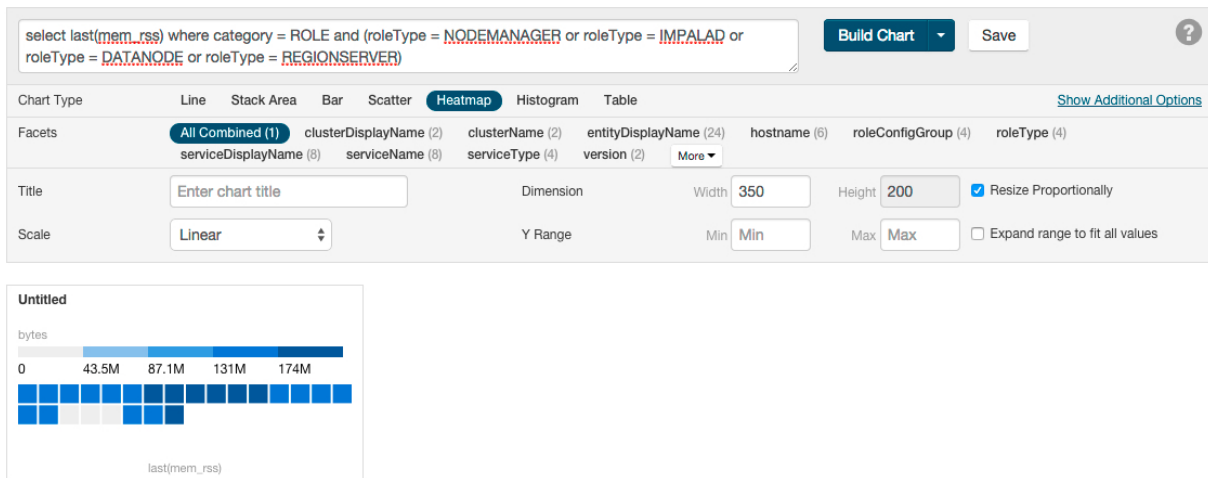 select last(mem_rss) where category = ROLE and (roleType = NODEMANAGER or roleType = IMPALAD or
roleType = DATANODE or roleType = REGIONSERVER)
Build Chart
Save
?
Chart Type Line Stack Area Bar Scatter Heatmap Histogram Table Show Additional Options
Facets All Combined (1) clusterDisplayName (2) clusterName (2) entityDisplayName (24) hostname (6) roleConfigGroup (4) roleType (4)
serviceDisplayName (8) serviceName (8) serviceType (4) version (2) More
Title Enter chart title Dimension Width 350 Height 200 Resize Proportionally
Scale Linear Y Range Min Min Max Max Expand range to fit all values
Untitled
bytes
0 43.5M 87.1M 131M 174M
last(mem_rss)